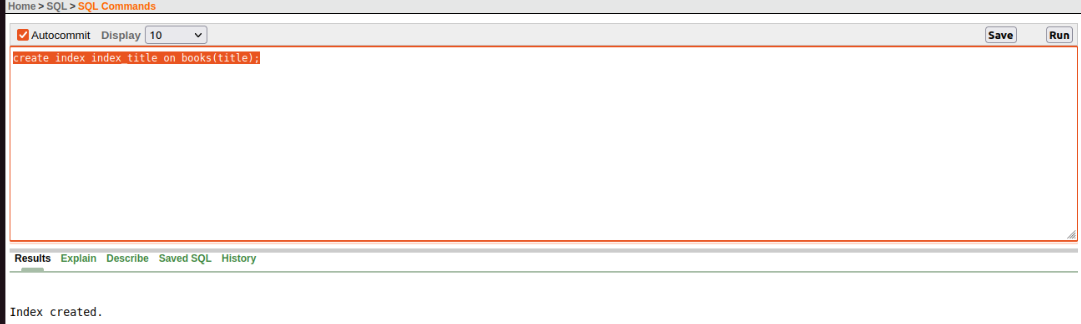 Home > SQL > SQL Commands
Autocommit Display 10 Save Run
create index index_title on books(title);
Results Explain Describe Saved SQL History
Index created.